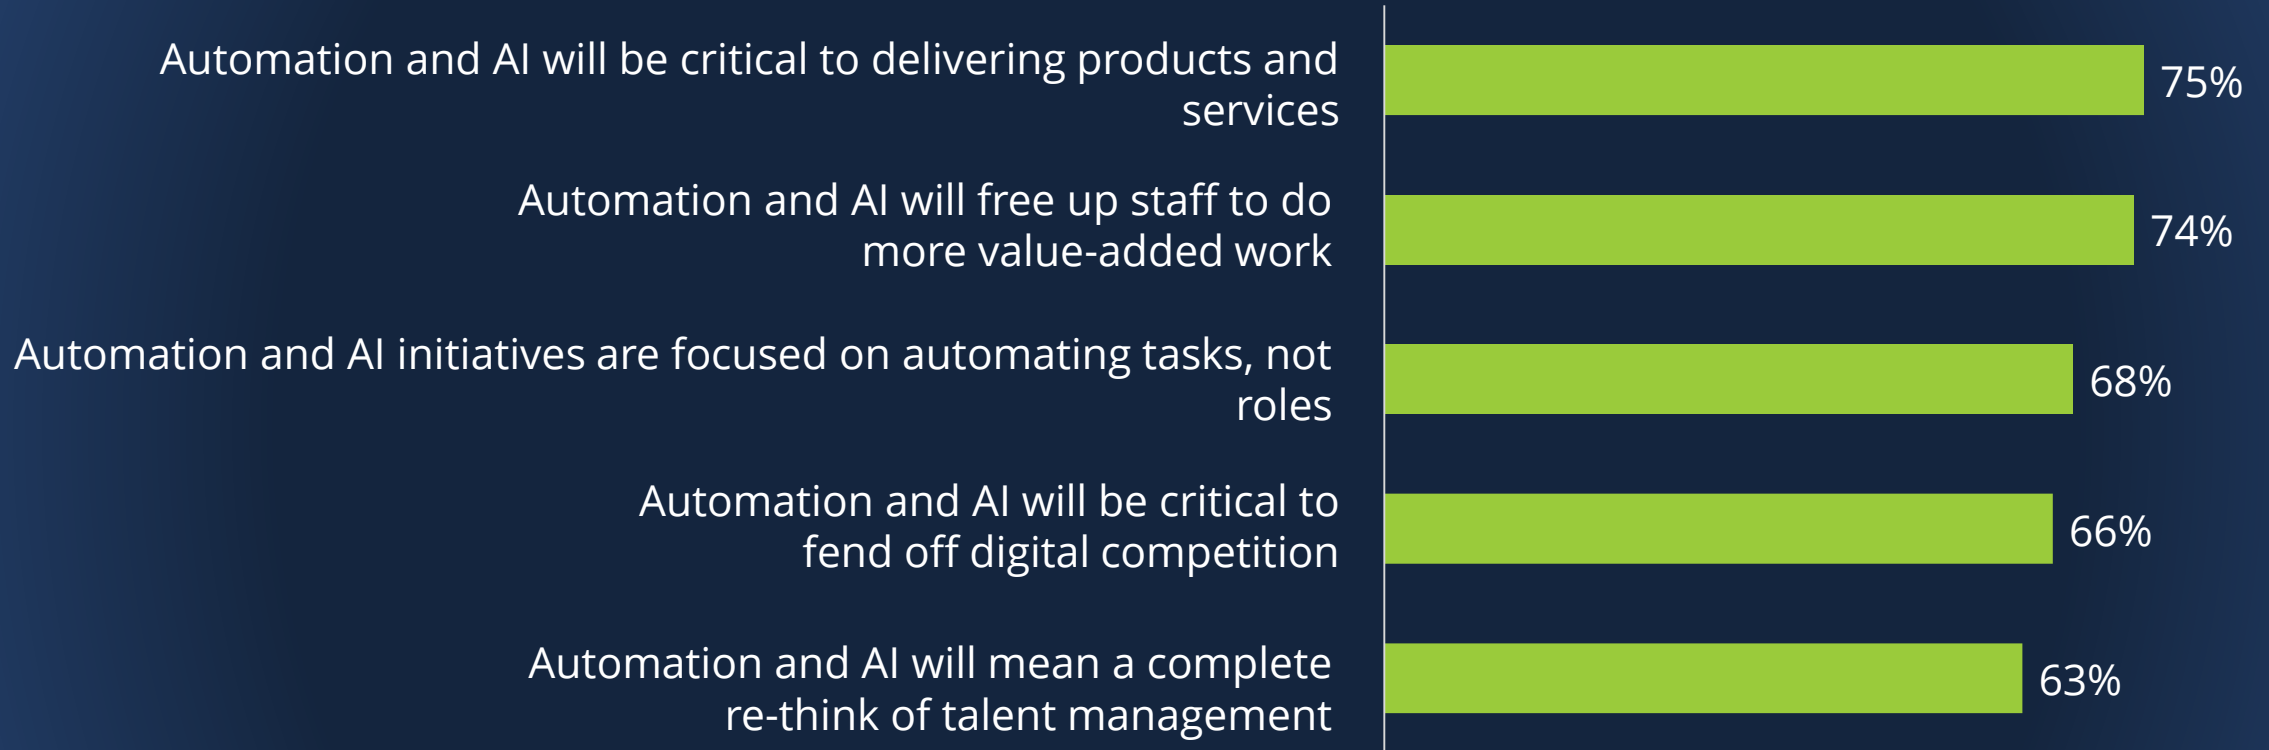 Automation and AI will be critical to delivering products and
services
75%
Automation and AI will free up staff to do
more value-added work
74%
Automation and AI initiatives are focused on automating tasks, not
roles
68%
Automation and AI will be critical to
fend off digital competition
66%
Automation and AI will mean a complete
re-think of talent management
63%